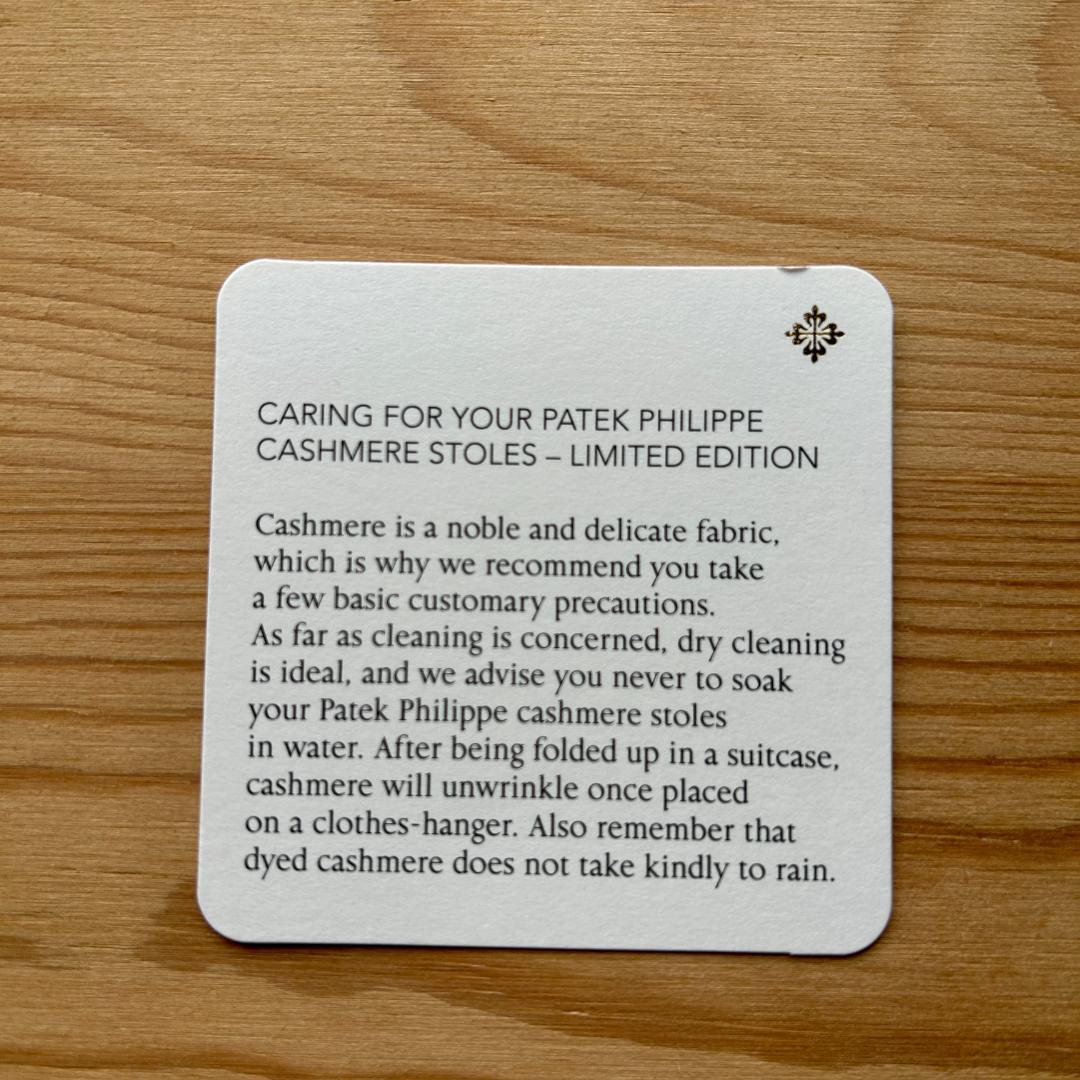 CARING FOR YOUR PATEK PHILIPPE
CASHMERE STOLES – LIMITED EDITION
Cashmere is a noble and delicate fabric,
which is why we recommend you take
a few basic customary precautions.
As far as cleaning is concerned, dry cleaning
is ideal, and we advise you never to soak
your Patek Philippe cashmere stoles
in water. After being folded up in a suitcase,
cashmere will unwrinkle once placed
on a clothes-hanger. Also remember that
dyed cashmere does not take kindly to rain.